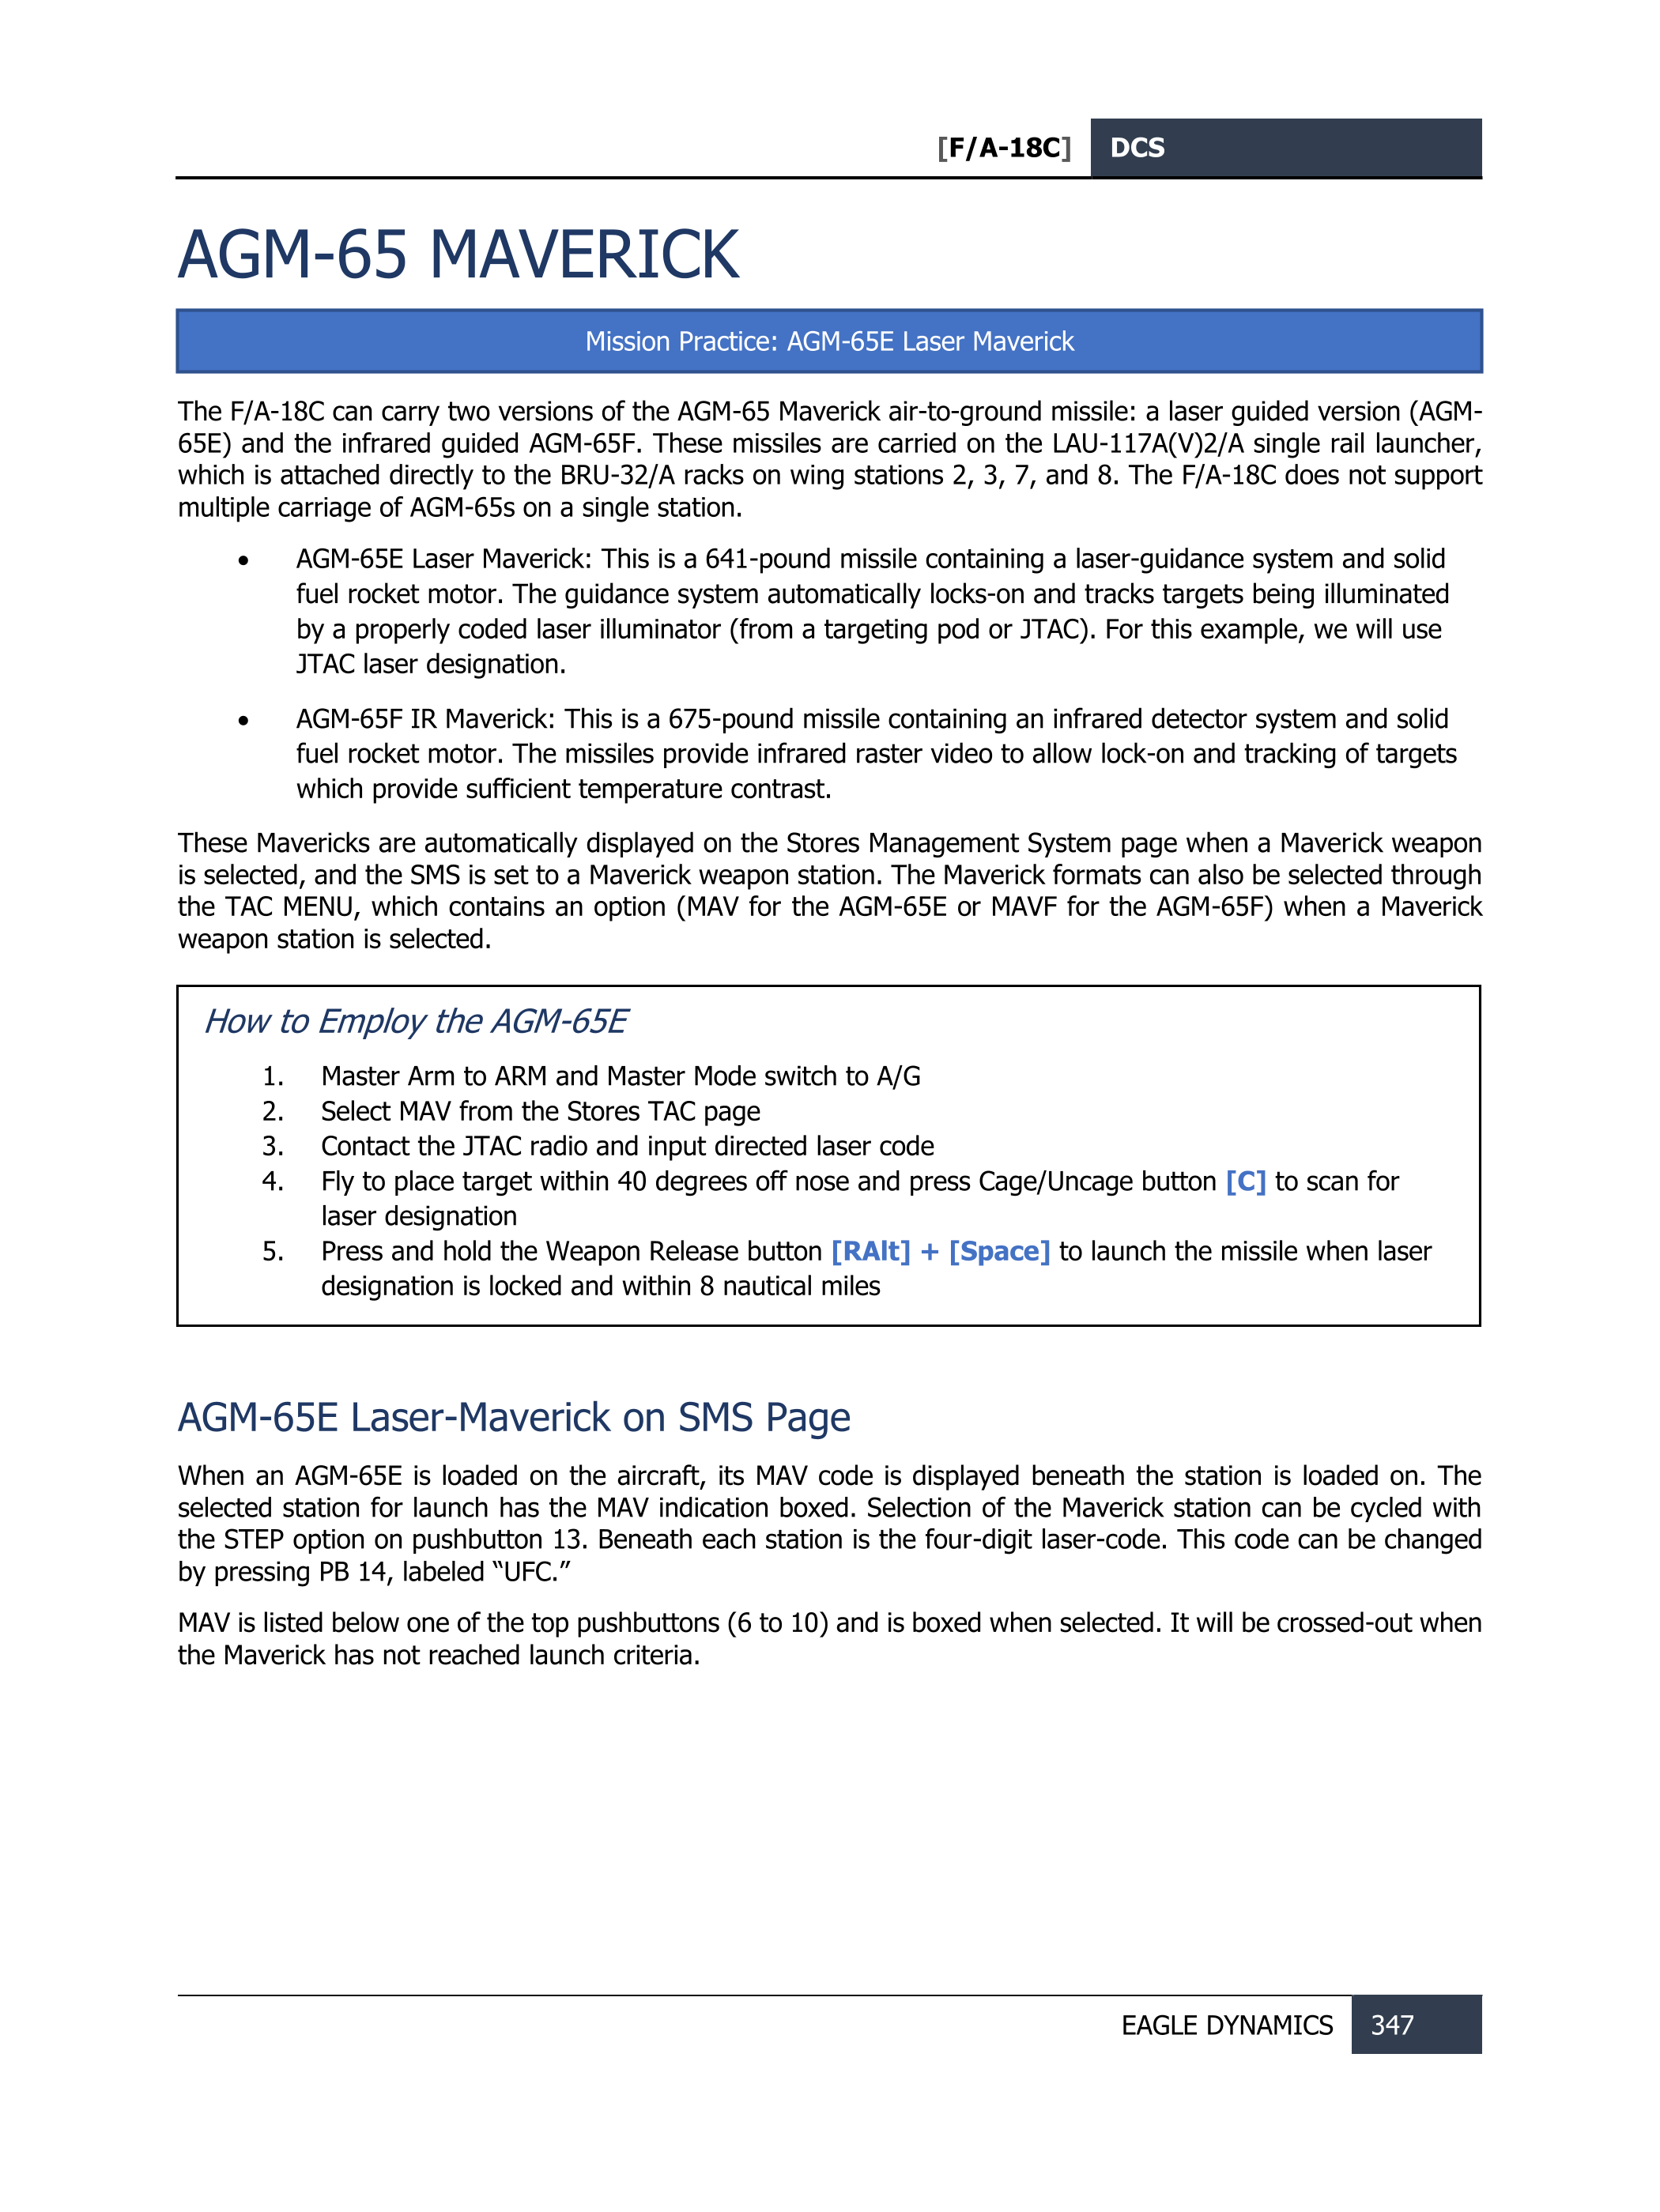 [F/A-18C] DCS
AGM-65 MAVERICK
Mission Practice: AGM-65E Laser Maverick
The F/A-18C can carry two versions of the AGM-65 Maverick air-to-ground missile: a laser guided version (AGM-
65E) and the infrared guided AGM-65F. These missiles are carried on the LAU-117A(V)2/A single rail launcher,
which is attached directly to the BRU-32/A racks on wing stations 2, 3, 7, and 8. The F/A-18C does not support
multiple carriage of AGM-65s on a single station.
• AGM-65E Laser Maverick: This is a 641-pound missile containing a laser-guidance system and solid
fuel rocket motor. The guidance system automatically locks-on and tracks targets being illuminated
by a properly coded laser illuminator (from a targeting pod or JTAC). For this example, we will use
JTAC laser designation.
• AGM-65F IR Maverick: This is a 675-pound missile containing an infrared detector system and solid
fuel rocket motor. The missiles provide infrared raster video to allow lock-on and tracking of targets
which provide sufficient temperature contrast.
These Mavericks are automatically displayed on the Stores Management System page when a Maverick weapon
is selected, and the SMS is set to a Maverick weapon station. The Maverick formats can also be selected through
the TAC MENU, which contains an option (MAV for the AGM-65E or MAVF for the AGM-65F) when a Maverick
weapon station is selected.
How to Employ the AGM-65E
1. Master Arm to ARM and Master Mode switch to A/G
2. Select MAV from the Stores TAC page
3. Contact the JTAC radio and input directed laser code
4. Fly to place target within 40 degrees off nose and press Cage/Uncage button [C] to scan for
laser designation
5. Press and hold the Weapon Release button [RAlt] + [Space] to launch the missile when laser
designation is locked and within 8 nautical miles
AGM-65E Laser-Maverick on SMS Page
When an AGM-65E is loaded on the aircraft, its MAV code is displayed beneath the station is loaded on. The
selected station for launch has the MAV indication boxed. Selection of the Maverick station can be cycled with
the STEP option on pushbutton 13. Beneath each station is the four-digit laser-code. This code can be changed
by pressing PB 14, labeled “UFC.”
MAV is listed below one of the top pushbuttons (6 to 10) and is boxed when selected. It will be crossed-out when
the Maverick has not reached launch criteria.
EAGLE DYNAMICS 347